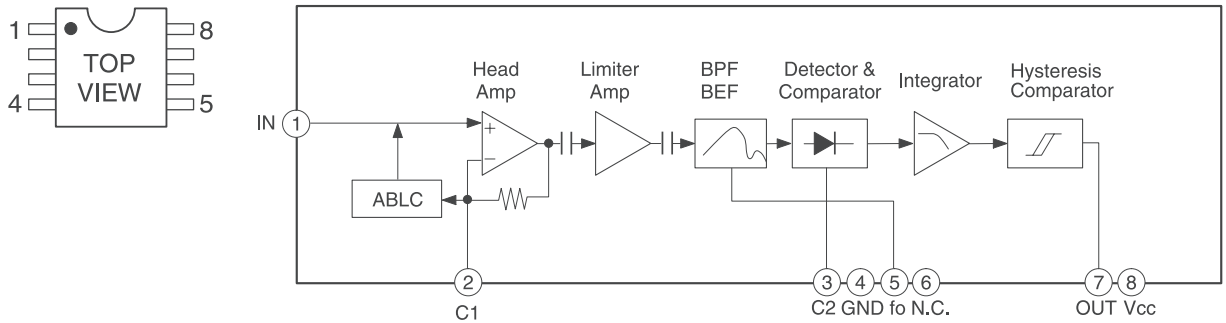 1
8
TOP
VIEW
4
5
Head
Amp
Limiter
Amp
BPF
BEF
Detector &
Comparator
Integrator
Hysteresis
Comparator
IN 1
+
−
ABLC
2
3 4 5 6
7 8
C1
C2 GND fo N.C.
OUT Vcc